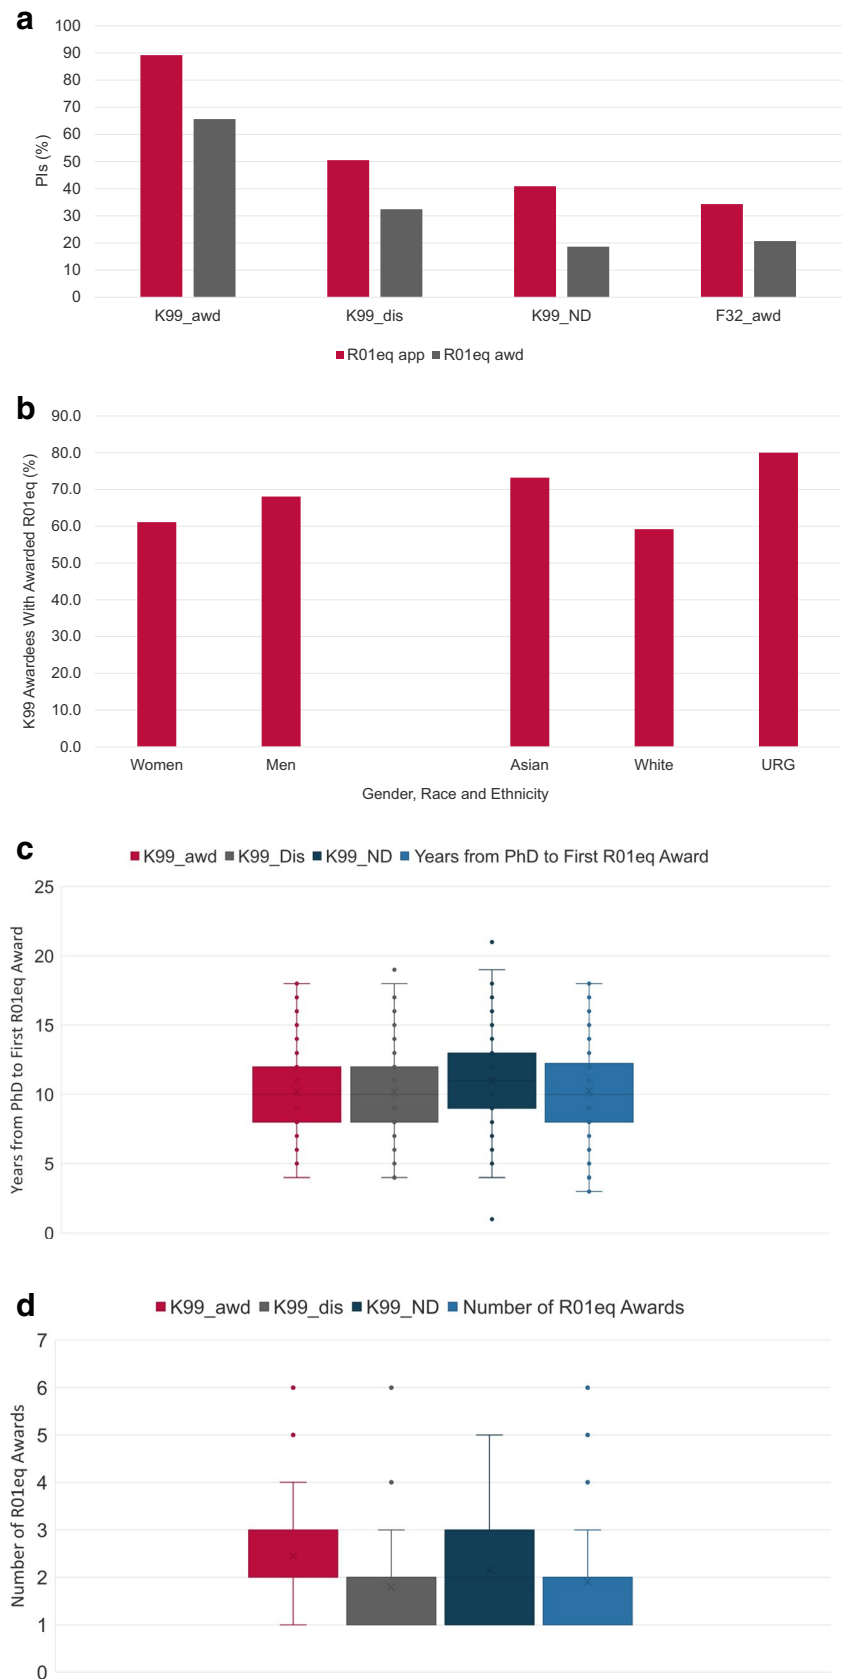 a
100
90
80
70
60
50
40
30
20
10
0
PIs (%)
K99_awd K99_dis K99_ND F32_awd
R01eq app R01eq awd
b
90.0
80.0
70.0
60.0
50.0
40.0
30.0
20.0
10.0
0.0
K99 Awardees With Awarded R01eq (%)
Women Men Asian White URG
Gender, Race and Ethnicity
c
K99_awd K99_Dis K99_ND Years from PhD to First R01eq Award
25
20
15
10
5
0
Years from PhD to First R01eq Award
d
K99_awd K99_dis K99_ND Number of R01eq Awards
7
6
5
4
3
2
1
0
Number of R01eq Awards